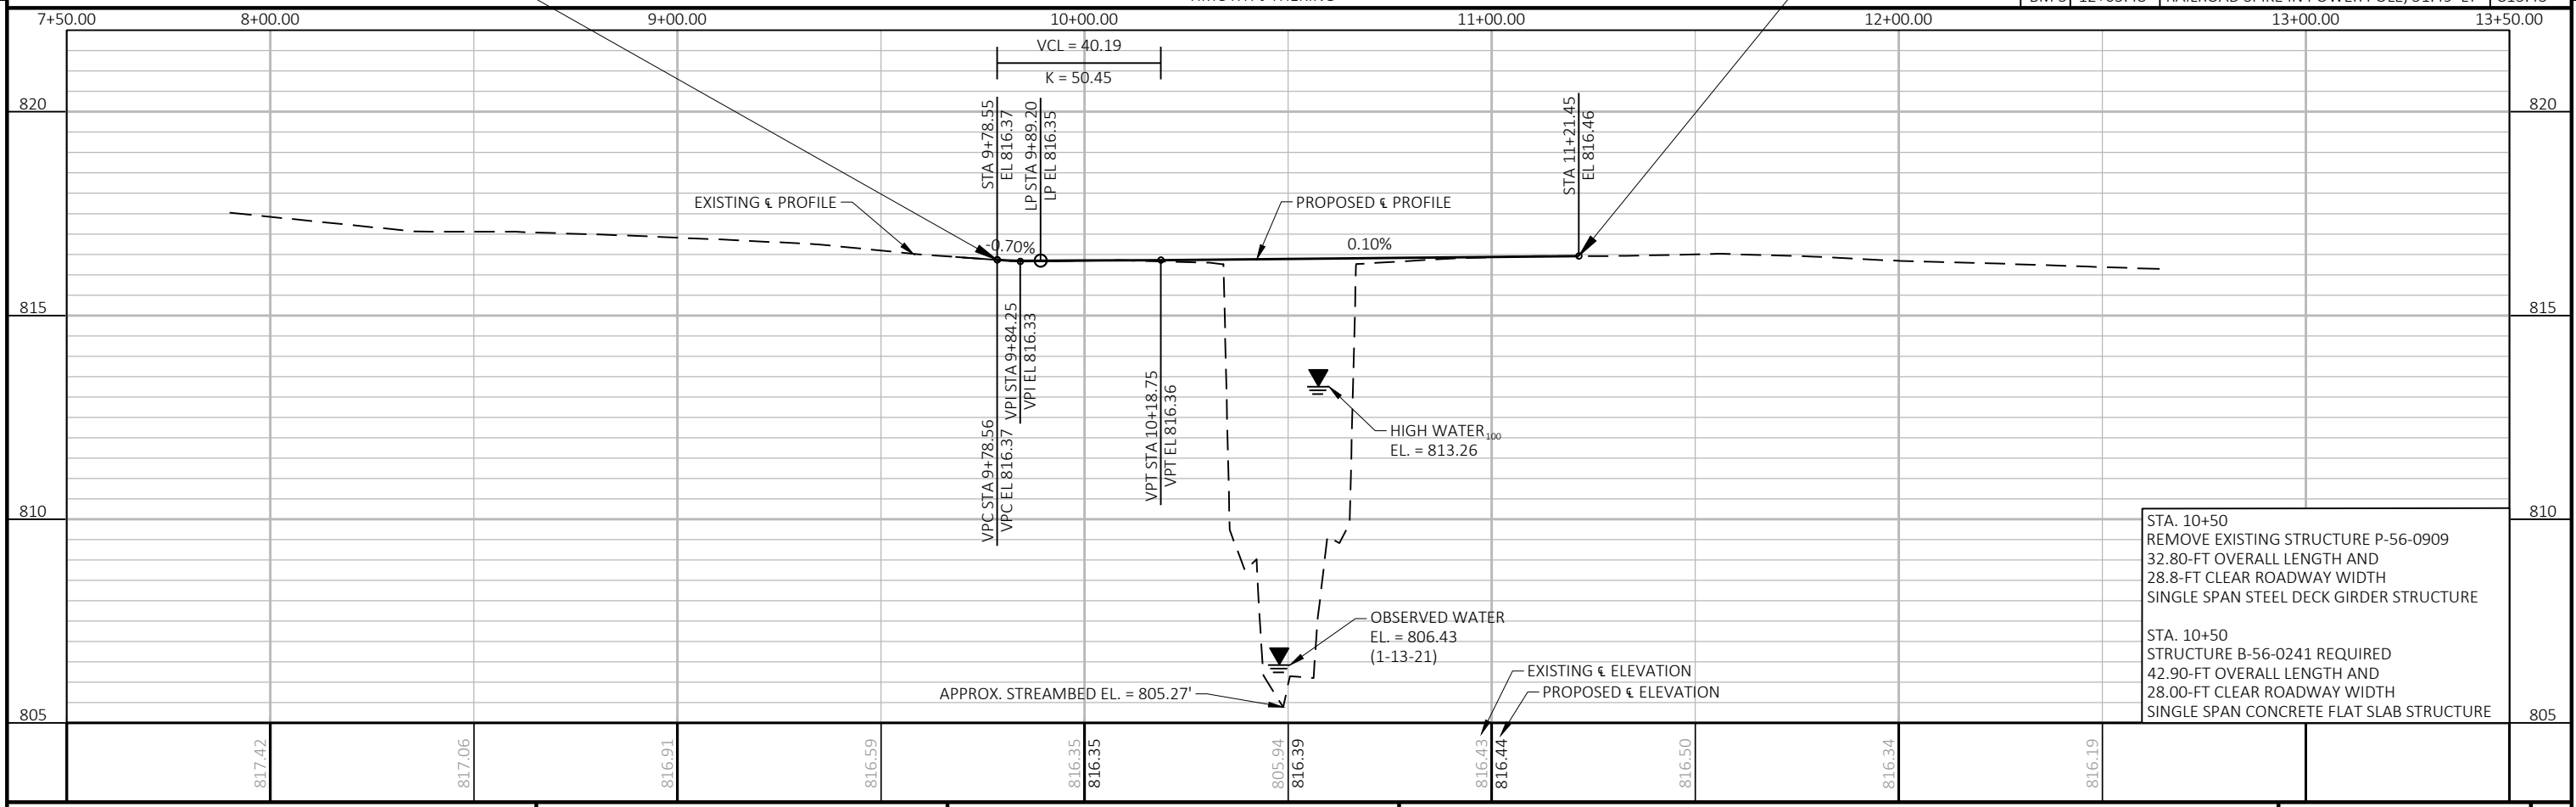 7+50.00 8+00.00 9+00.00 10+00.00 11+00.00 12+00.00 13+00.00 13+50.00
VCL = 40.19
K = 50.45
820 820
STA 9+78.55
EL 816.37
LP STA 9+89.20
LP EL 816.35
STA 11+21.45
EL 816.46
EXISTING ℄ PROFILE
PROPOSED ℄ PROFILE
-0.70%
0.10%
815 815
VPC STA 9+78.56
VPC EL 816.37
VPI STA 9+84.25
VPI EL 816.33
VPT STA 10+18.75
VPT EL 816.36
HIGH WATER100
EL. = 813.26
810 810
STA. 10+50
REMOVE EXISTING STRUCTURE P-56-0909
32.80-FT OVERALL LENGTH AND
28.8-FT CLEAR ROADWAY WIDTH
SINGLE SPAN STEEL DECK GIRDER STRUCTURE
STA. 10+50
STRUCTURE B-56-0241 REQUIRED
42.90-FT OVERALL LENGTH AND
28.00-FT CLEAR ROADWAY WIDTH
SINGLE SPAN CONCRETE FLAT SLAB STRUCTURE
OBSERVED WATER
EL. = 806.43
(1-13-21)
APPROX. STREAMBED EL. = 805.27'
EXISTING ℄ ELEVATION
PROPOSED ℄ ELEVATION
805 805
817.42
817.06
816.91
816.59
816.35
816.35
805.94
816.39
816.43
816.44
816.50
816.34
816.19